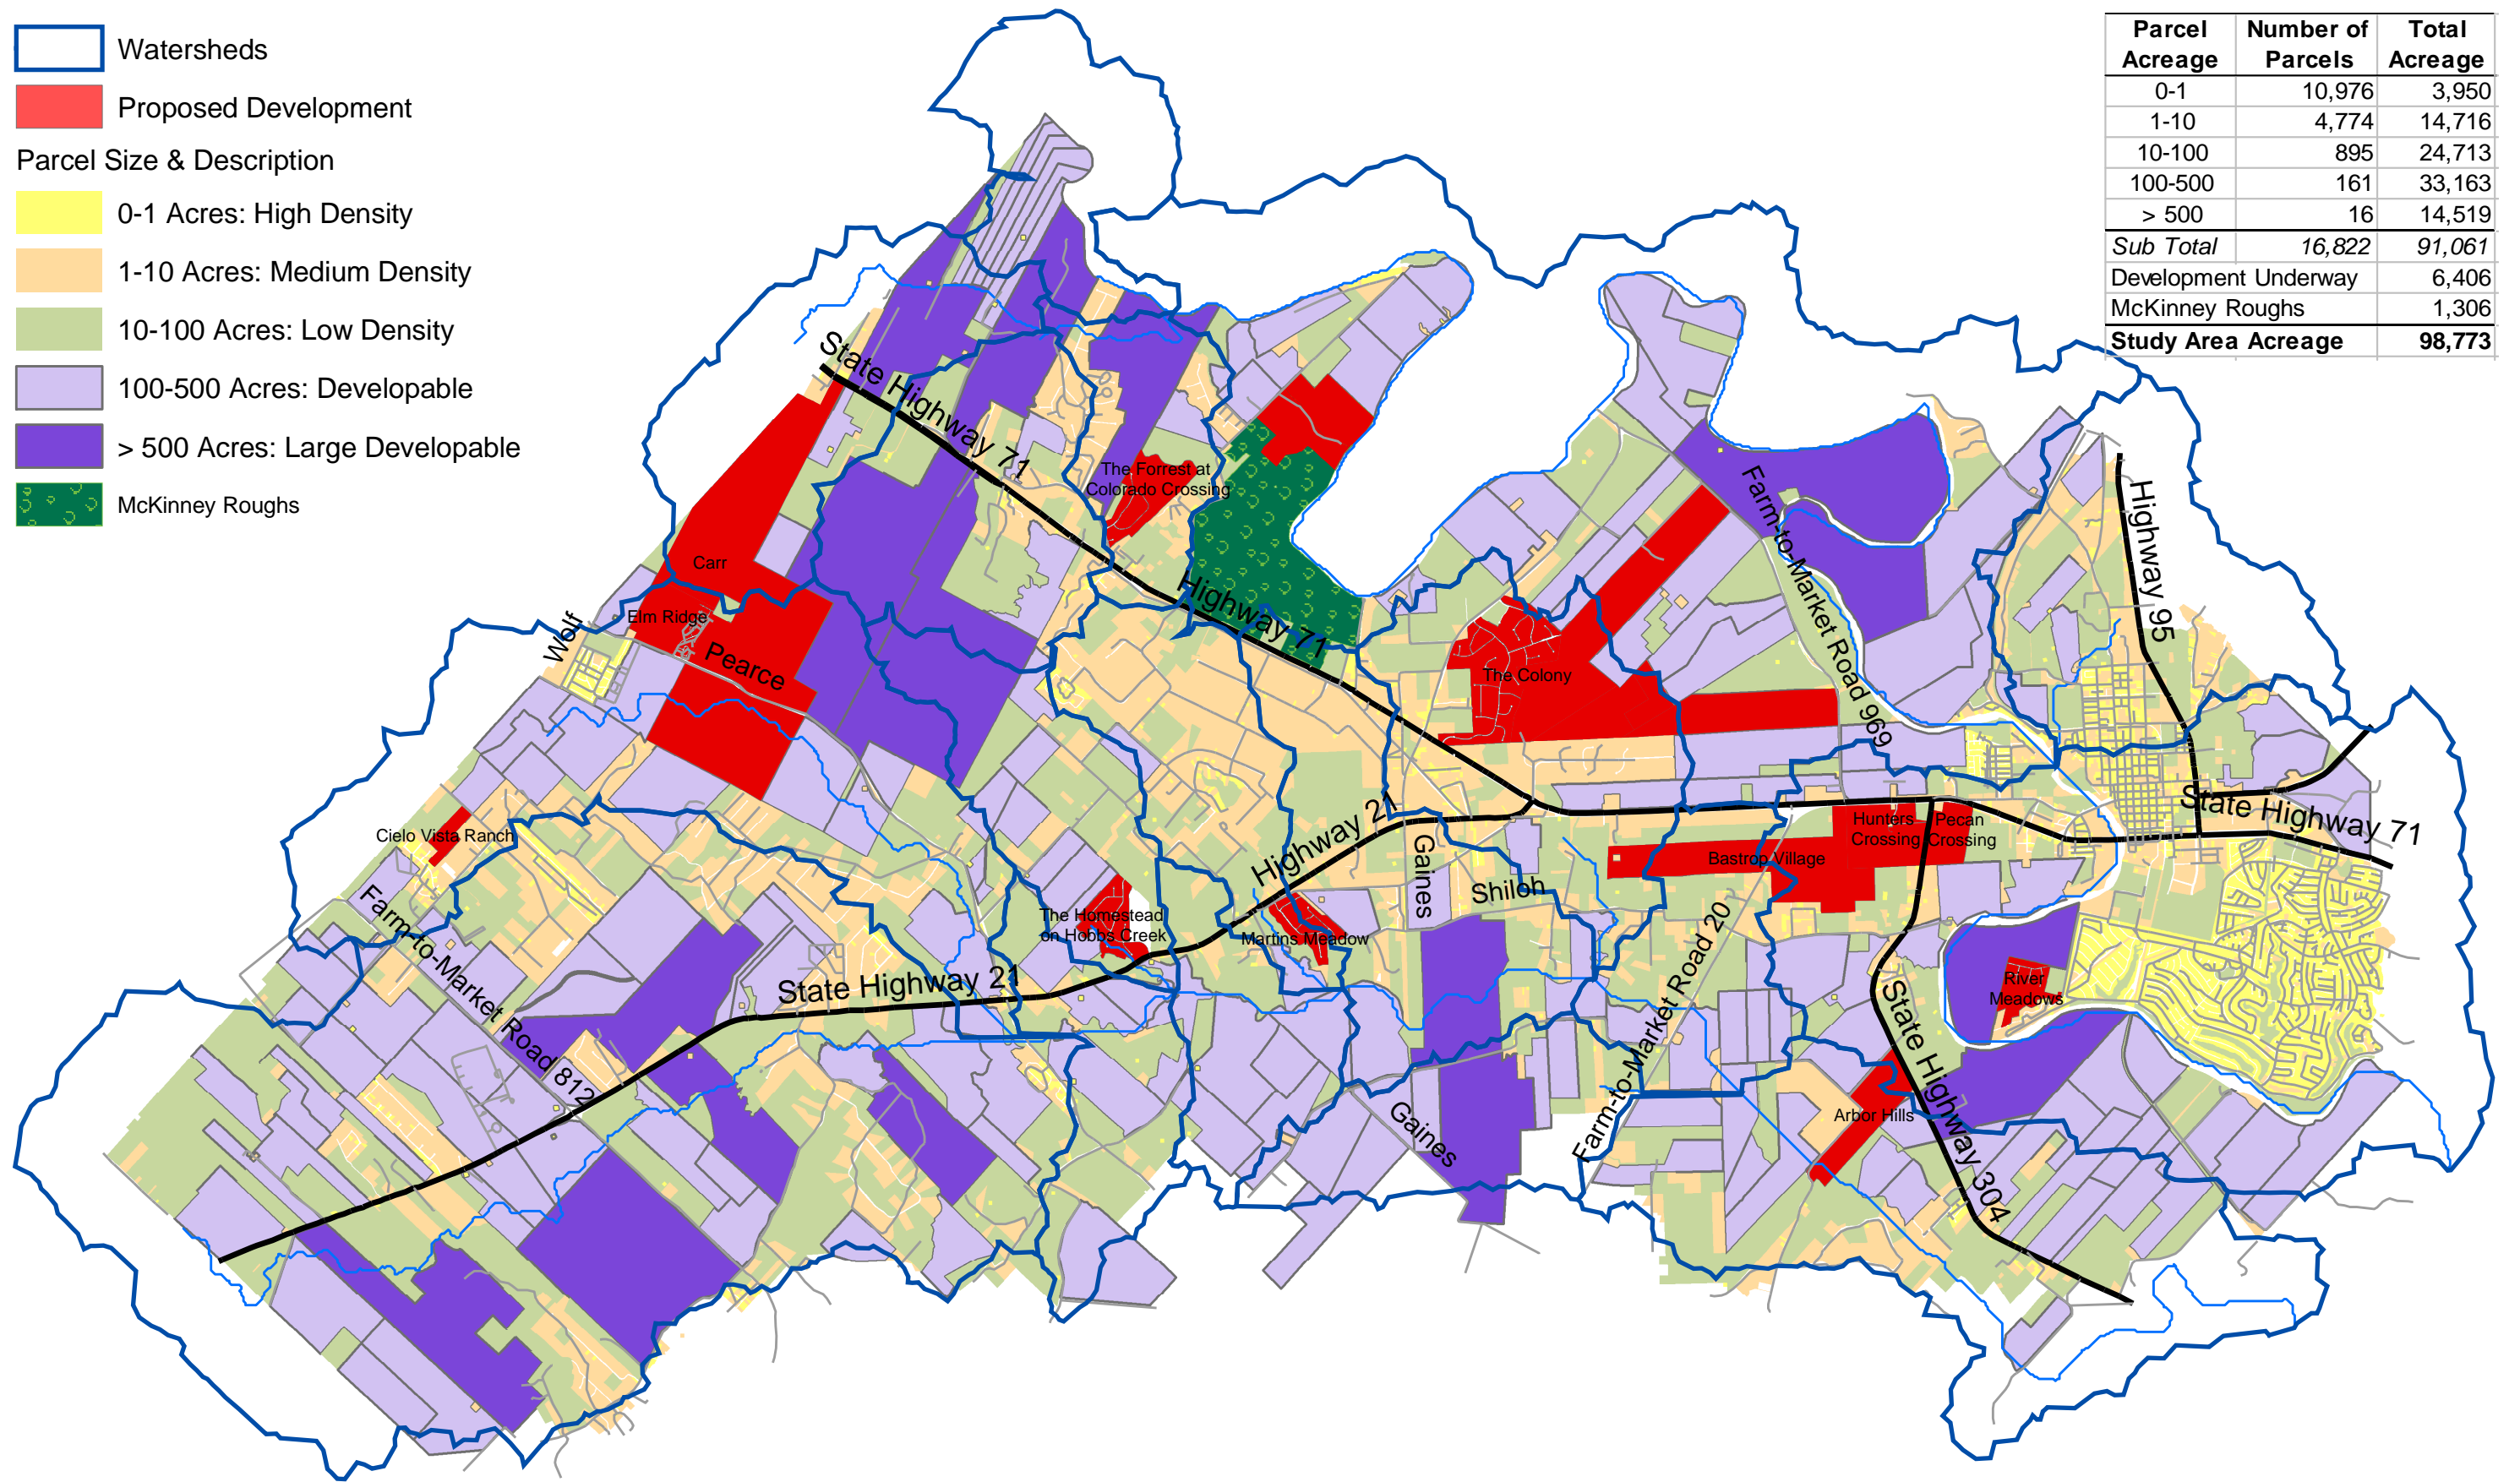 Watersheds
Proposed Development
Parcel Size & Description
0-1 Acres: High Density
1-10 Acres: Medium Density
10-100 Acres: Low Density
100-500 Acres: Developable
> 500 Acres: Large Developable
McKinney Roughs
Parcel Acreage Number of Parcels Total Acreage
0-1 10,976 3,950
1-10 4,774 14,716
10-100 895 24,713
100-500 161 33,163
> 500 16 14,519
Sub Total 16,822 91,061
Development Underway 6,406
McKinney Roughs 1,306
Study Area Acreage 98,773
State Highway 71
The Forrest at
Colorado Crossing
Farm-to-Market Road 969
Highway 95
Carr
Highway 71
Elm Ridge
Wolf
Pearce
The Colony
State Highway 71
Cielo Vista Ranch
Highway 21
Gaines
Shiloh
Hunters
Crossing
Pecan
Crossing
Bastrop Village
Farm-to-Market Road 812
The Homestead
on Hobbs Creek
Martins Meadow
State Highway 21
Farm-to-Market Road 20
River
Meadows
State Highway 304
Gaines
Arbor Hills